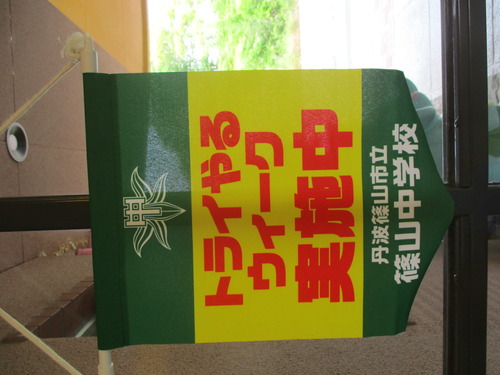 トライやる
ウィーク
実施中
丹波篠山市立
篠山中学校